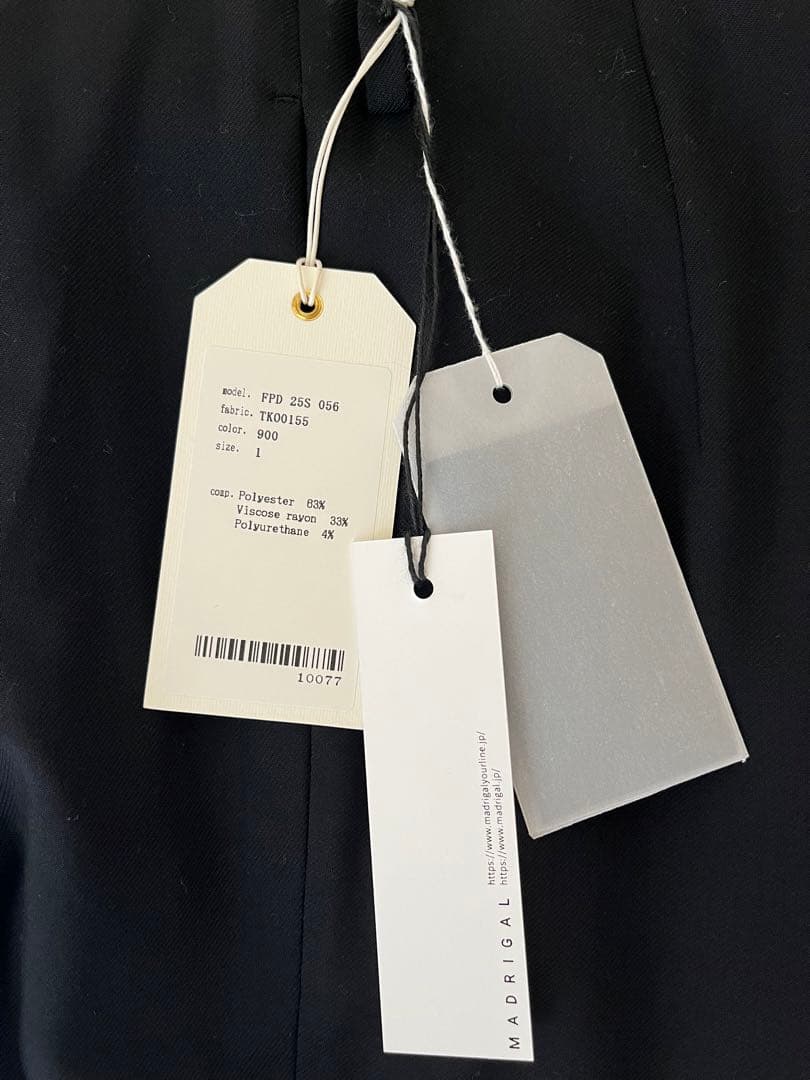 model. FPD 25S 056
fabric. TK00155
color. 900
size. 1
comp. Polyester 63%
Viscose rayon 33%
Polyurethane 4%
10077
https://www.madrigalyourline.jp/
https://www.madrigal.jp/
MADRIGAL